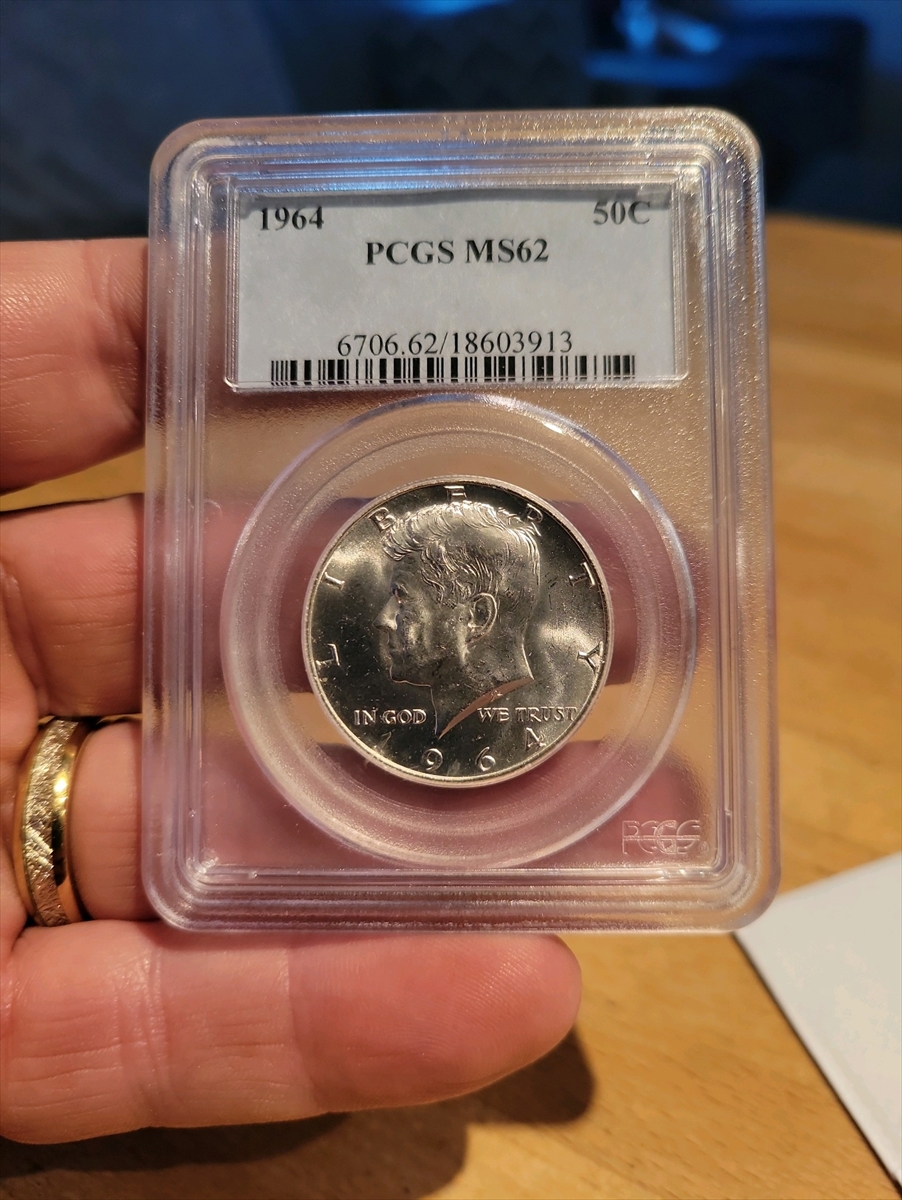 1964 50C
PCGS MS62
6706.62/18603913
LIBERTY
IN GOD WE TRUST
1964
PCGS